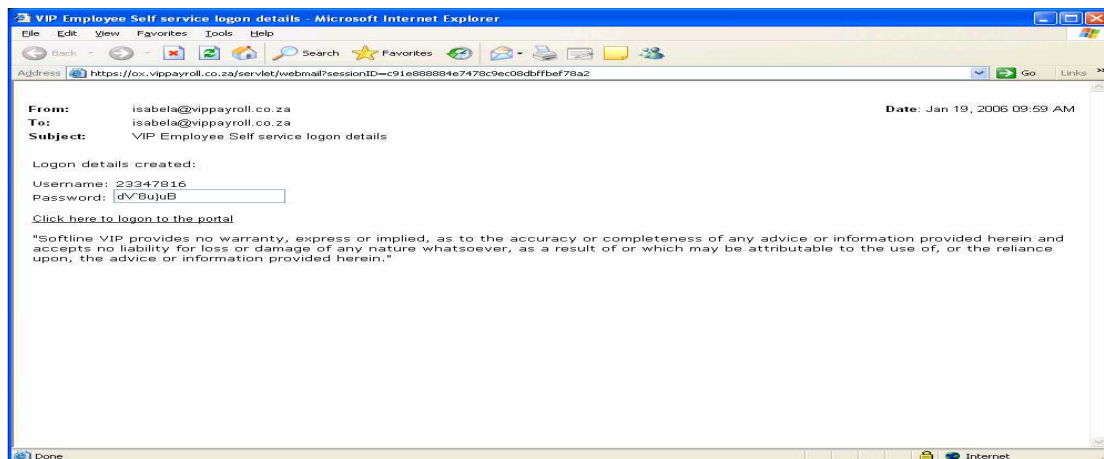 VIP Employee Self service logon details - Microsoft Internet Explorer
File Edit View Favorites Tools Help
Back Search Favorites
Address https://ox.vippayroll.co.za/servlet/webmail?sessionID=c91e888884e7478c9ec08dbffbef78a2 Go Links »
From: isabela@vippayroll.co.za Date: Jan 19, 2006 09:59 AM
To: isabela@vippayroll.co.za
Subject: VIP Employee Self service logon details
Logon details created:
Username: 23347816
Password:
Click here to logon to the portal
"Softline VIP provides no warranty, express or implied, as to the accuracy or completeness of any advice or information provided herein and
accepts no liability for loss or damage of any nature whatsoever, as a result of or which may be attributable to the use of, or the reliance
upon, the advice or information provided herein."
Done Internet